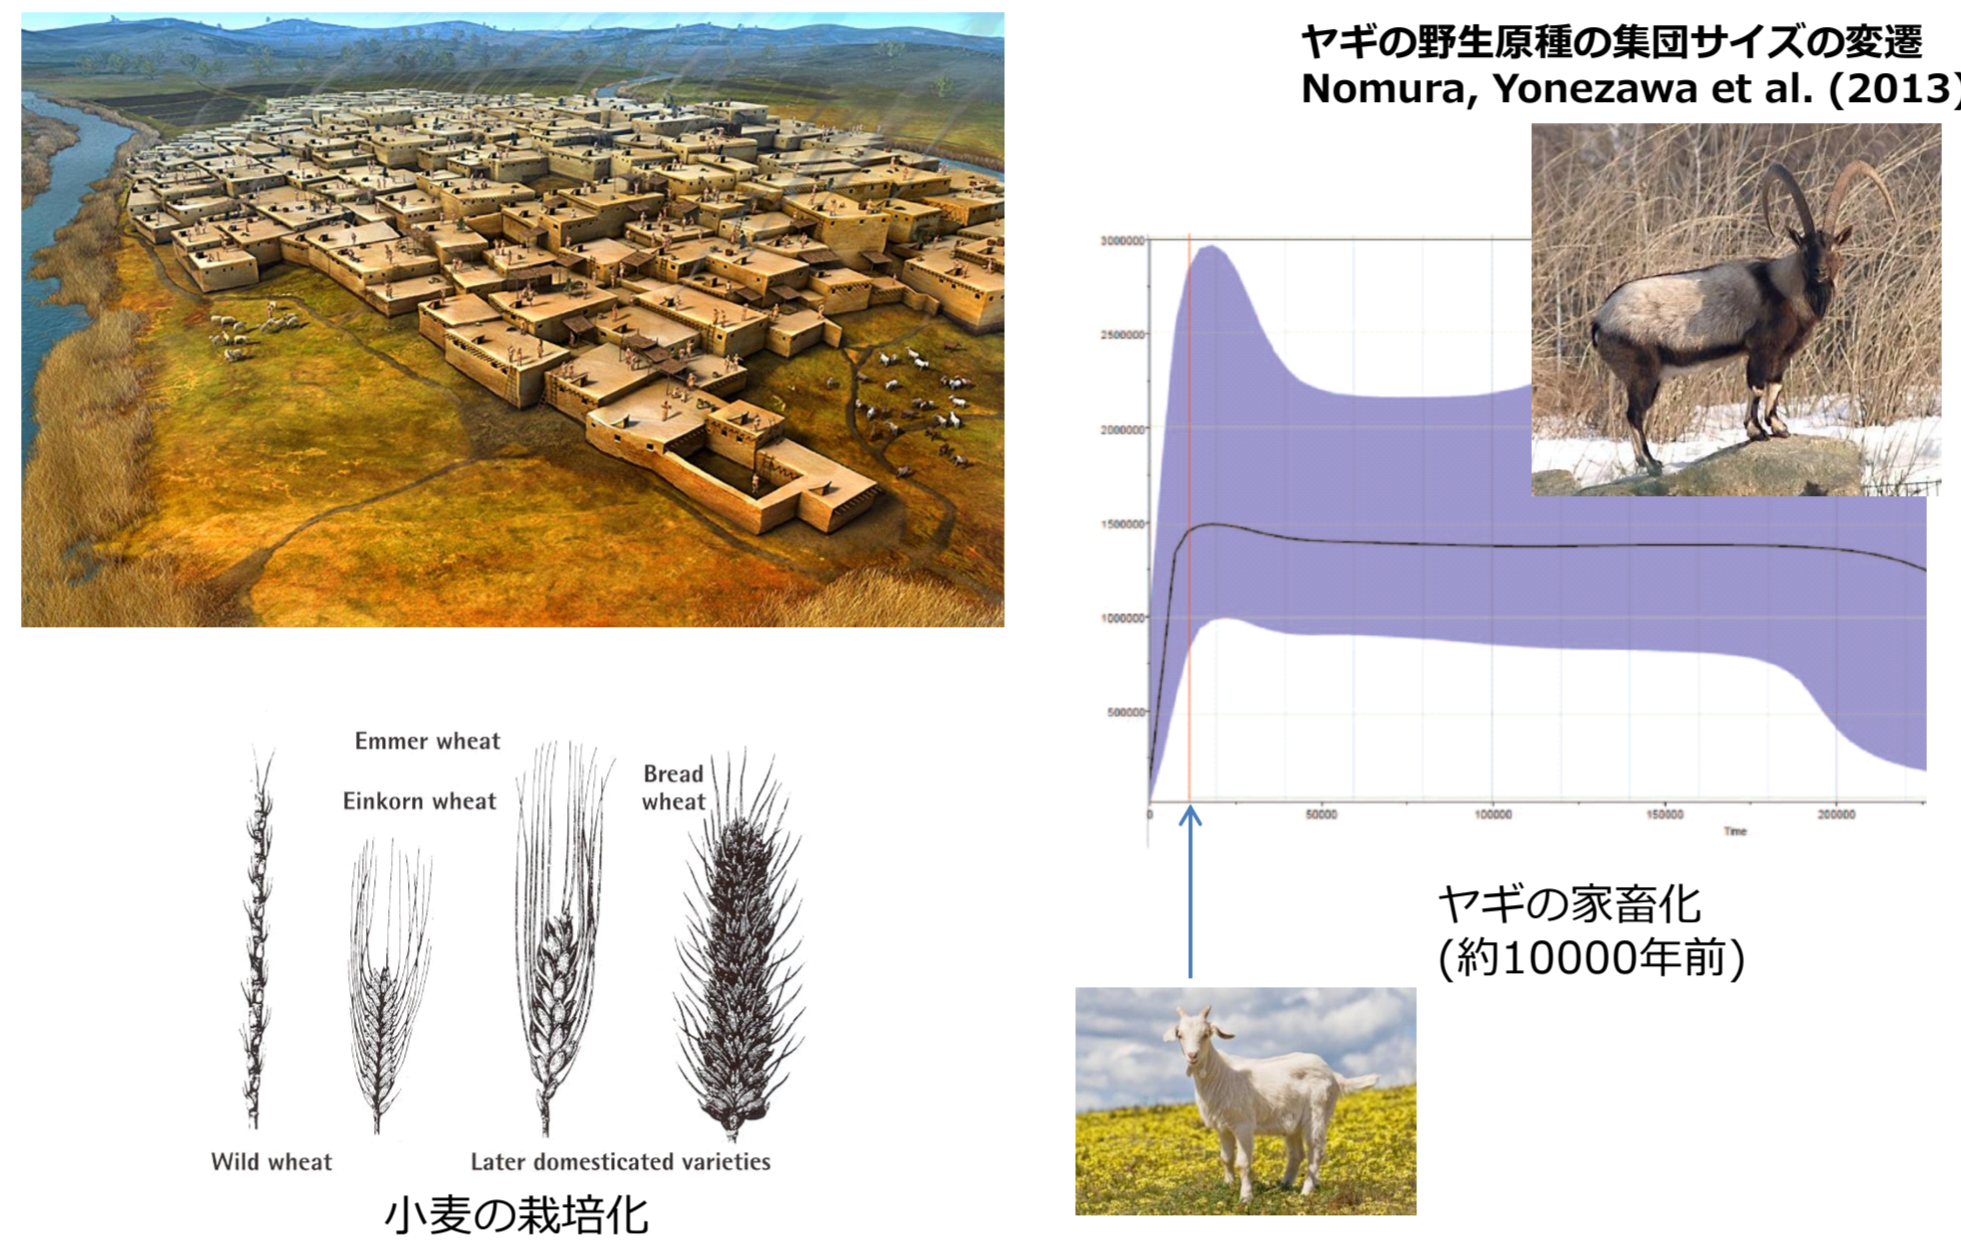 ヤギの野生原種の集団サイズの変遷
Nomura, Yonezawa et al. (2013)
3000000
2500000
2000000
1500000
1000000
500000
0
50000
100000
150000
200000
Time
ヤギの家畜化
(約10000年前)
Emmer wheat
Einkorn wheat
Bread
wheat
Wild wheat
Later domesticated varieties
小麦の栽培化